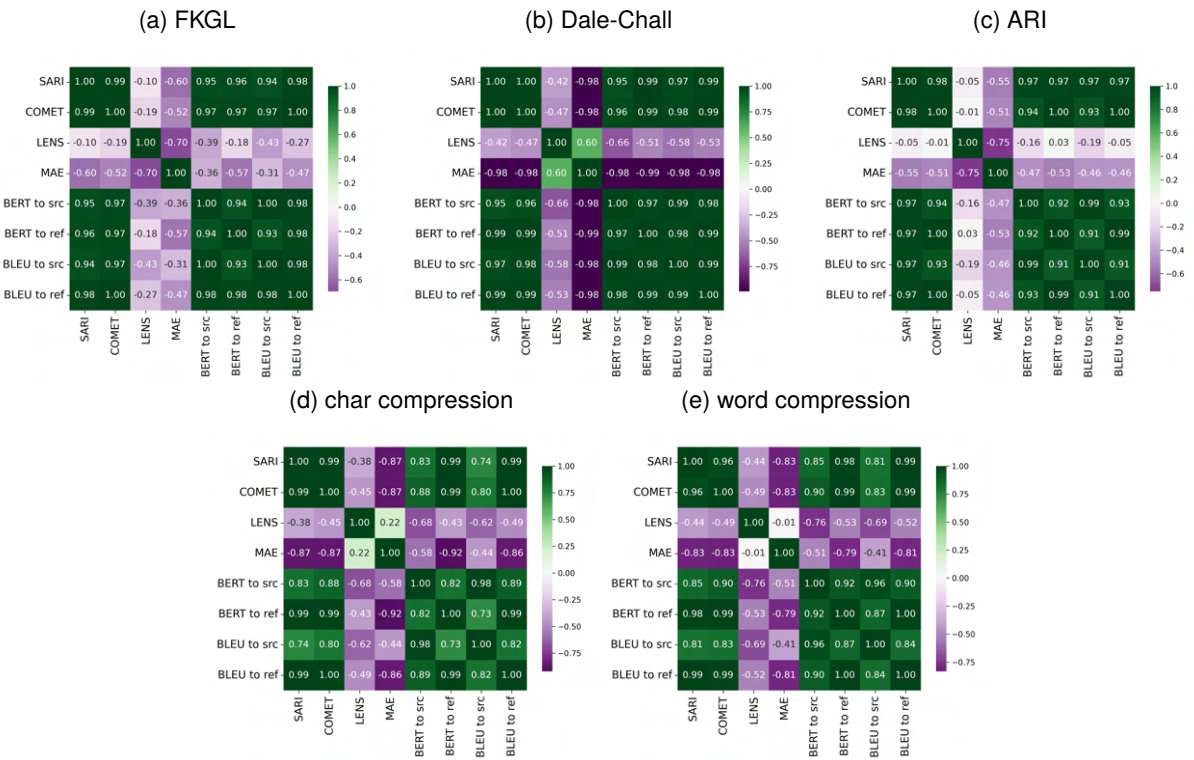 (a) FKGL
SARI 1.00 0.99 -0.10 -0.60 0.95 0.96 0.94 0.98
COMET 0.99 1.00 -0.19 -0.52 0.97 0.97 0.97 1.00
LENS -0.10 -0.19 1.00 -0.70 -0.39 -0.18 -0.43 -0.27
MAE -0.60 -0.52 -0.70 1.00 -0.36 -0.57 -0.31 -0.47
BERT to src 0.95 0.97 -0.39 -0.36 1.00 0.94 1.00 0.98
BERT to ref 0.96 0.97 -0.18 -0.57 0.94 1.00 0.93 0.98
BLEU to src 0.94 0.97 -0.43 -0.31 1.00 0.93 1.00 0.98
BLEU to ref 0.98 1.00 -0.27 -0.47 0.98 0.98 0.98 1.00
SARI COMET LENS MAE BERT to src BERT to ref BLEU to src BLEU to ref
1.0
0.8
0.6
0.4
0.2
0.0
−0.2
−0.4
−0.6
(b) Dale-Chall
SARI 1.00 1.00 -0.42 -0.98 0.95 0.99 0.97 0.99
COMET 1.00 1.00 -0.47 -0.98 0.96 0.99 0.98 0.99
LENS -0.42 -0.47 1.00 0.60 -0.66 -0.51 -0.58 -0.53
MAE -0.98 -0.98 0.60 1.00 -0.98 -0.99 -0.98 -0.98
BERT to src 0.95 0.96 -0.66 -0.98 1.00 0.97 0.99 0.98
BERT to ref 0.99 0.99 -0.51 -0.99 0.97 1.00 0.98 0.99
BLEU to src 0.97 0.98 -0.58 -0.98 0.99 0.98 1.00 0.99
BLEU to ref 0.99 0.99 -0.53 -0.98 0.98 0.99 0.99 1.00
SARI COMET LENS MAE BERT to src BERT to ref BLEU to src BLEU to ref
1.00
0.75
0.50
0.25
0.00
−0.25
−0.50
−0.75
(c) ARI
SARI 1.00 0.98 -0.05 -0.55 0.97 0.97 0.97 0.97
COMET 0.98 1.00 -0.01 -0.51 0.94 1.00 0.93 1.00
LENS -0.05 -0.01 1.00 -0.75 -0.16 0.03 -0.19 -0.05
MAE -0.55 -0.51 -0.75 1.00 -0.47 -0.53 -0.46 -0.46
BERT to src 0.97 0.94 -0.16 -0.47 1.00 0.92 0.99 0.93
BERT to ref 0.97 1.00 0.03 -0.53 0.92 1.00 0.91 0.99
BLEU to src 0.97 0.93 -0.19 -0.46 0.99 0.91 1.00 0.91
BLEU to ref 0.97 1.00 -0.05 -0.46 0.93 0.99 0.91 1.00
SARI COMET LENS MAE BERT to src BERT to ref BLEU to src BLEU to ref
1.0
0.8
0.6
0.4
0.2
0.0
−0.2
−0.4
−0.6
(d) char compression
SARI 1.00 0.99 -0.38 -0.87 0.83 0.99 0.74 0.99
COMET 0.99 1.00 -0.45 -0.87 0.88 0.99 0.80 1.00
LENS -0.38 -0.45 1.00 0.22 -0.68 -0.43 -0.62 -0.49
MAE -0.87 -0.87 0.22 1.00 -0.58 -0.92 -0.44 -0.86
BERT to src 0.83 0.88 -0.68 -0.58 1.00 0.82 0.98 0.89
BERT to ref 0.99 0.99 -0.43 -0.92 0.82 1.00 0.73 0.99
BLEU to src 0.74 0.80 -0.62 -0.44 0.98 0.73 1.00 0.82
BLEU to ref 0.99 1.00 -0.49 -0.86 0.89 0.99 0.82 1.00
SARI COMET LENS MAE BERT to src BERT to ref BLEU to src BLEU to ref
1.00
0.75
0.50
0.25
0.00
−0.25
−0.50
−0.75
(e) word compression
SARI 1.00 0.96 -0.44 -0.83 0.85 0.98 0.81 0.99
COMET 0.96 1.00 -0.49 -0.83 0.90 0.99 0.83 0.99
LENS -0.44 -0.49 1.00 -0.01 -0.76 -0.53 -0.69 -0.52
MAE -0.83 -0.83 -0.01 1.00 -0.51 -0.79 -0.41 -0.81
BERT to src 0.85 0.90 -0.76 -0.51 1.00 0.92 0.96 0.90
BERT to ref 0.98 0.99 -0.53 -0.79 0.92 1.00 0.87 1.00
BLEU to src 0.81 0.83 -0.69 -0.41 0.96 0.87 1.00 0.84
BLEU to ref 0.99 0.99 -0.52 -0.81 0.90 1.00 0.84 1.00
SARI COMET LENS MAE BERT to src BERT to ref BLEU to src BLEU to ref
1.00
0.75
0.50
0.25
0.00
−0.25
−0.50
−0.75